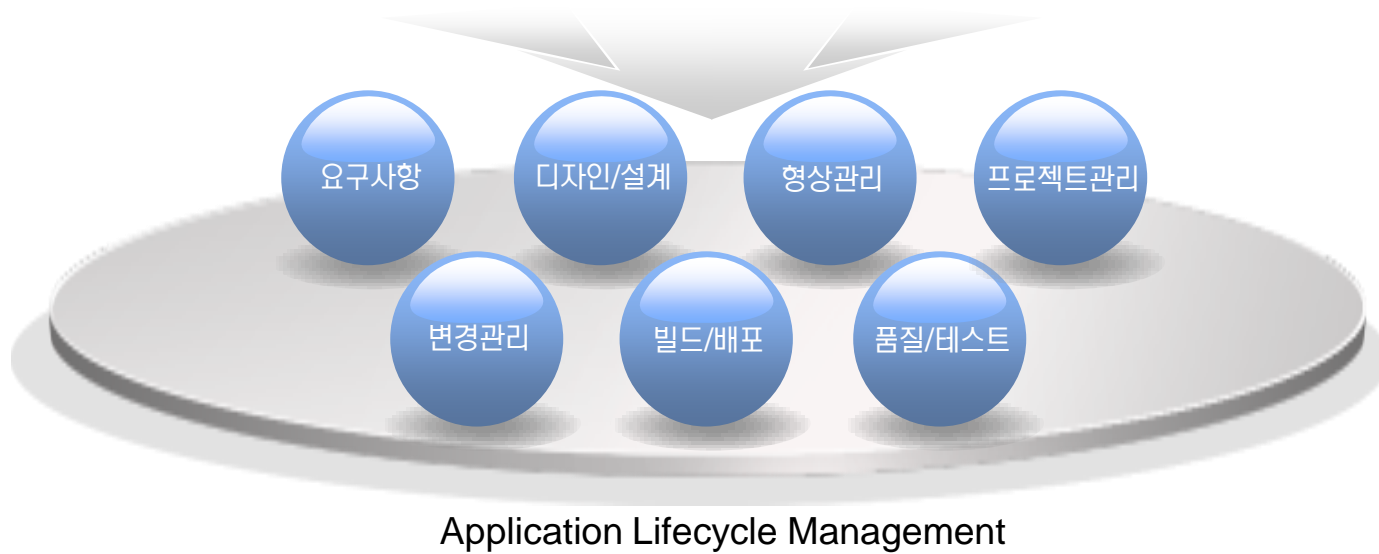 요구사항
디자인/설계
형상관리
프로젝트관리
변경관리
빌드/배포
품질/테스트
Application Lifecycle Management